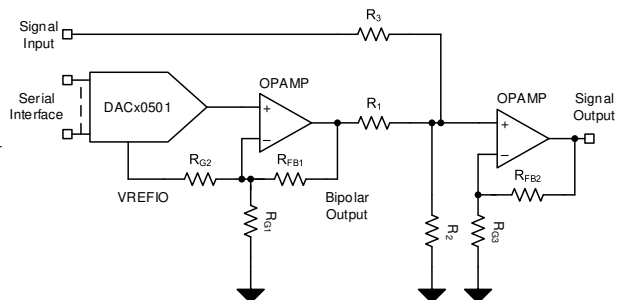 Signal
Input
R3
OPAMP
OPAMP
Signal
Output
Serial
Interface
DACx0501
R1
+
−
+
−
RG2
RFB1
RFB2
VREFIO
RG1
Bipolar
Output
R2
RG3